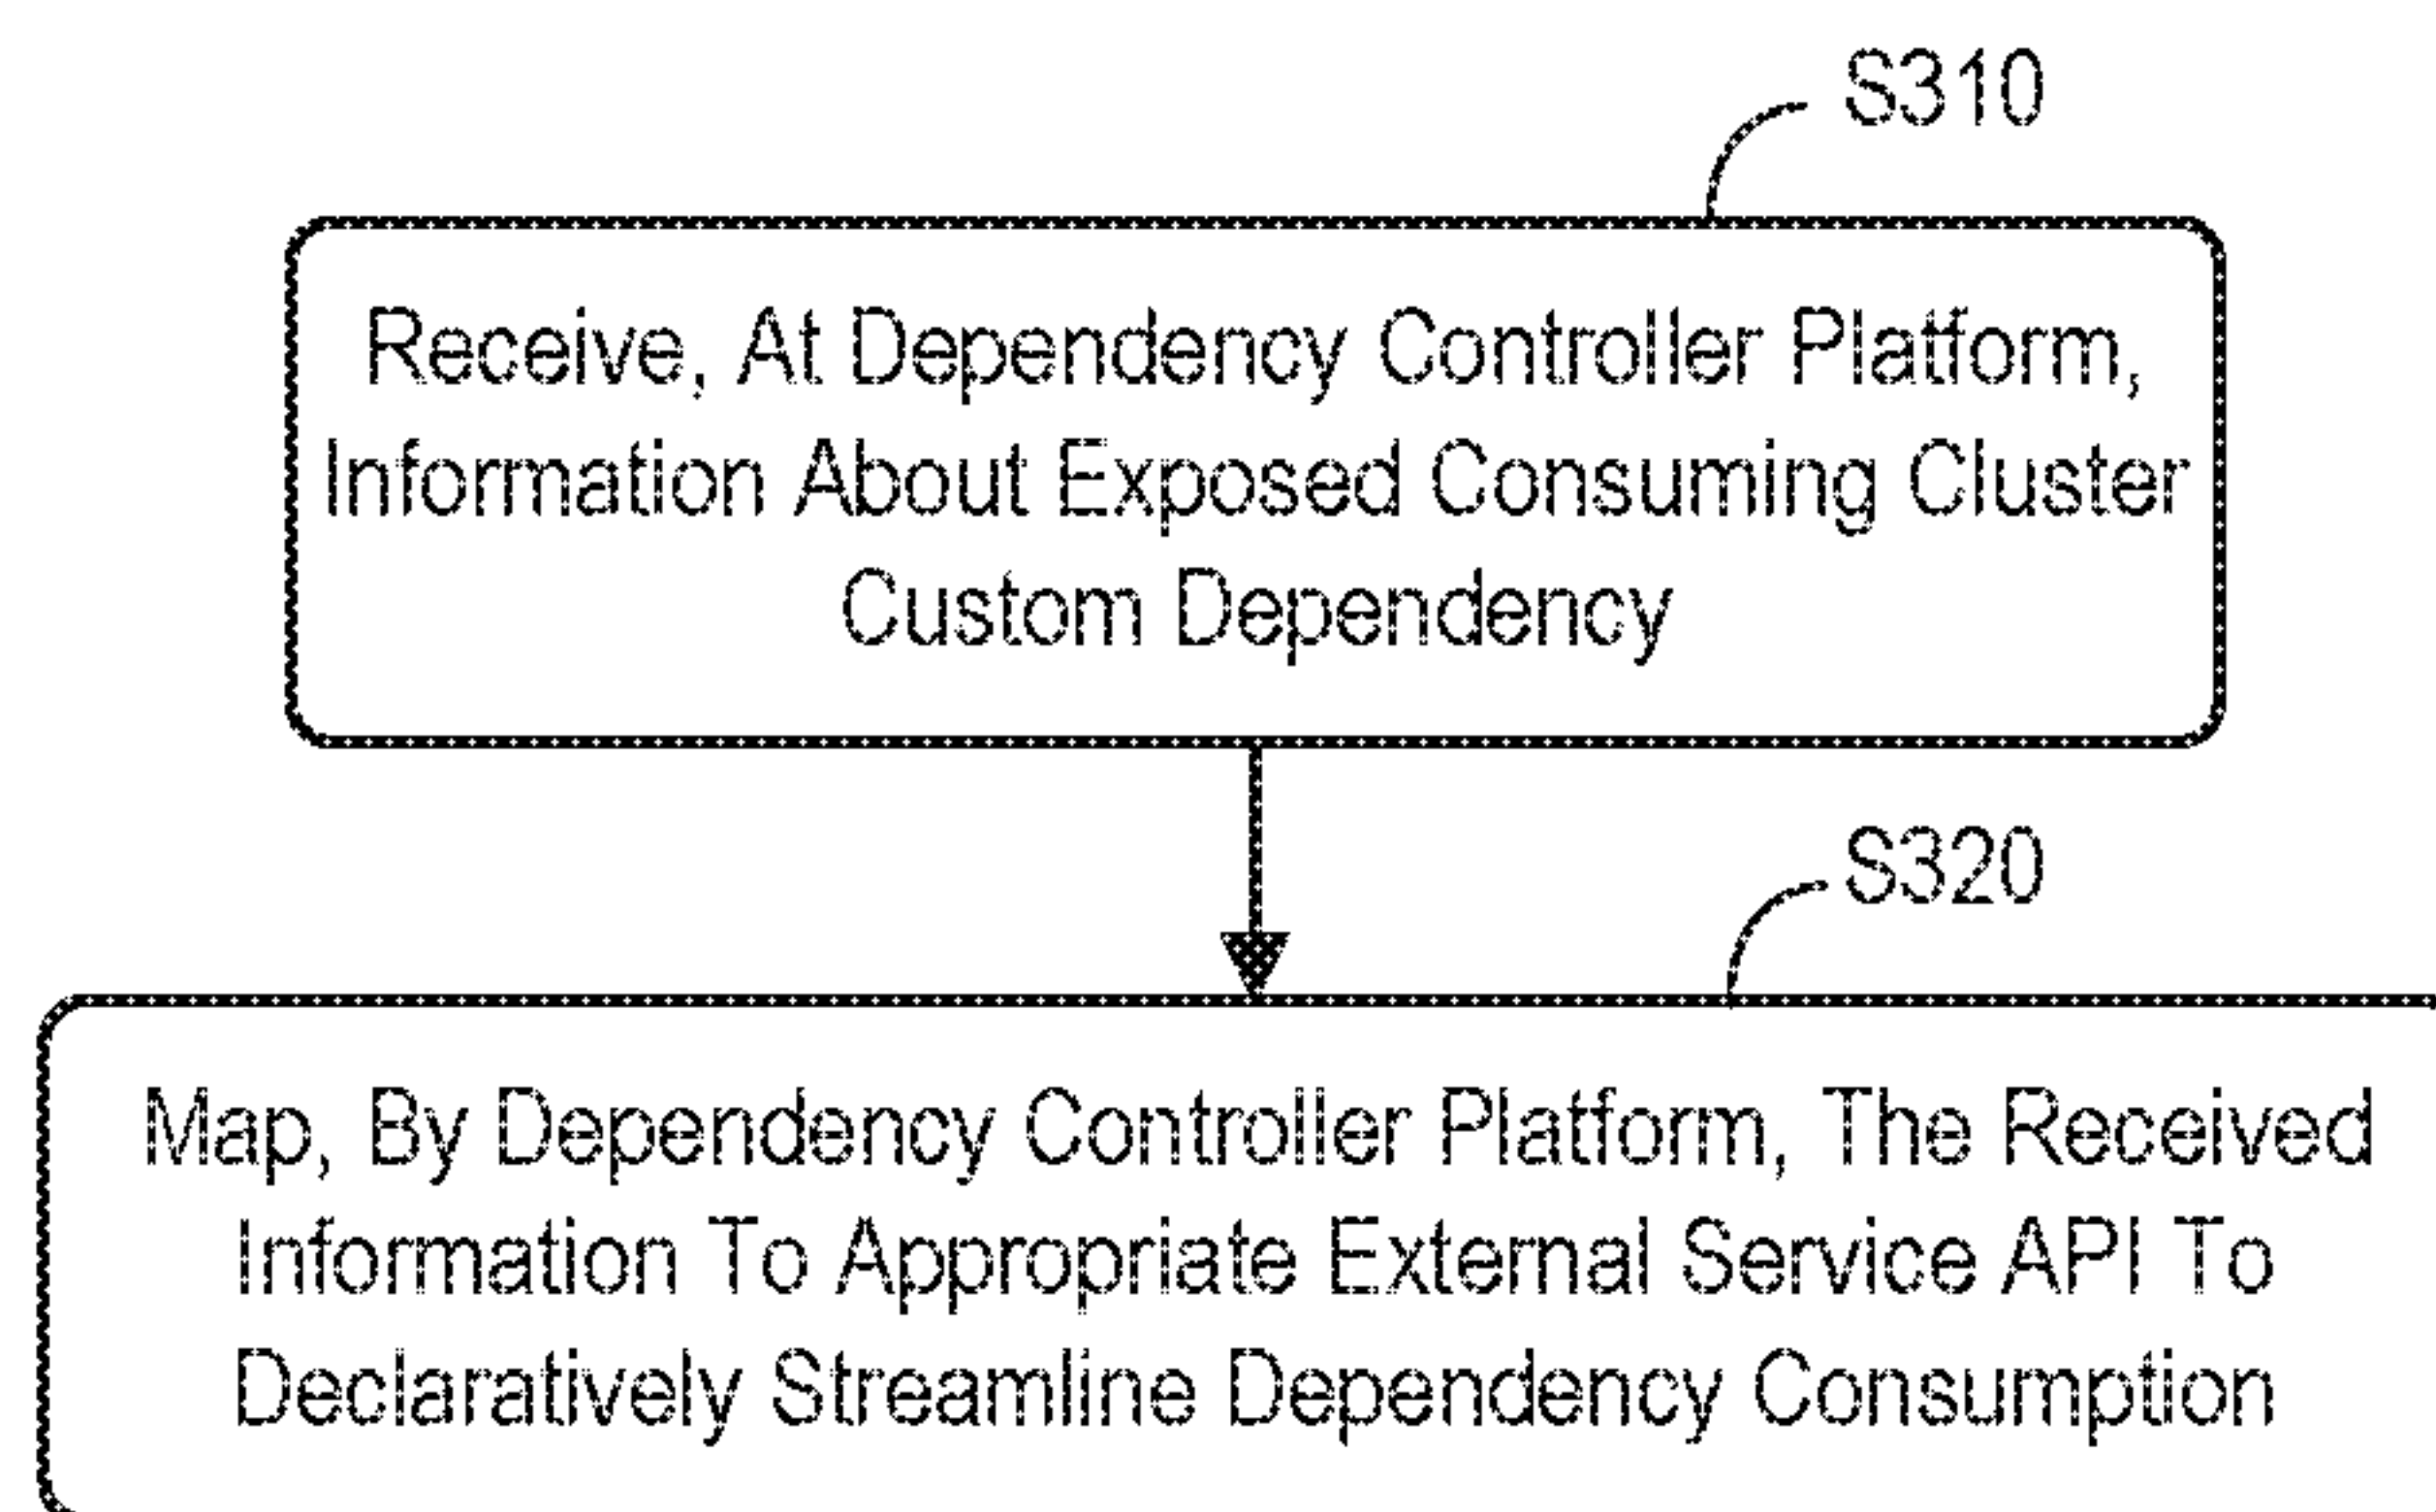 S310
Receive, At Dependency Controller Platform,
Information About Exposed Consuming Cluster
Custom Dependency
S320
Map, By Dependency Controller Platform, The Received
Information To Appropriate External Service API To
Declaratively Streamline Dependency Consumption